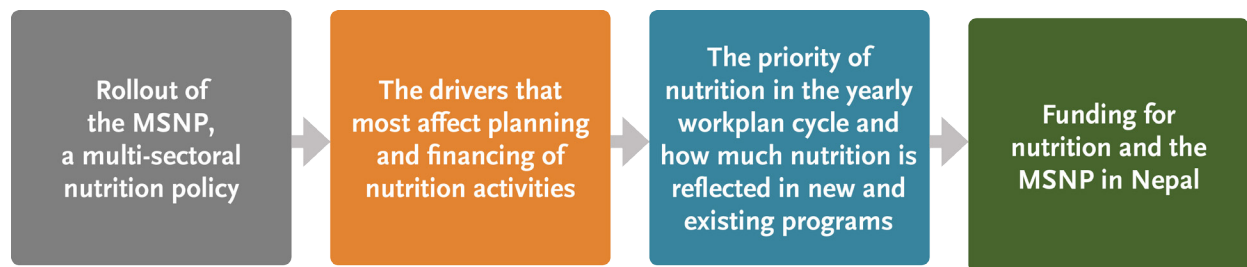 Rollout of
the MSNP,
a multi-sectoral
nutrition policy
The drivers that
most affect planning
and financing of
nutrition activities
The priority of
nutrition in the yearly
workplan cycle and
how much nutrition is
reflected in new and
existing programs
Funding for
nutrition and the
MSNP in Nepal